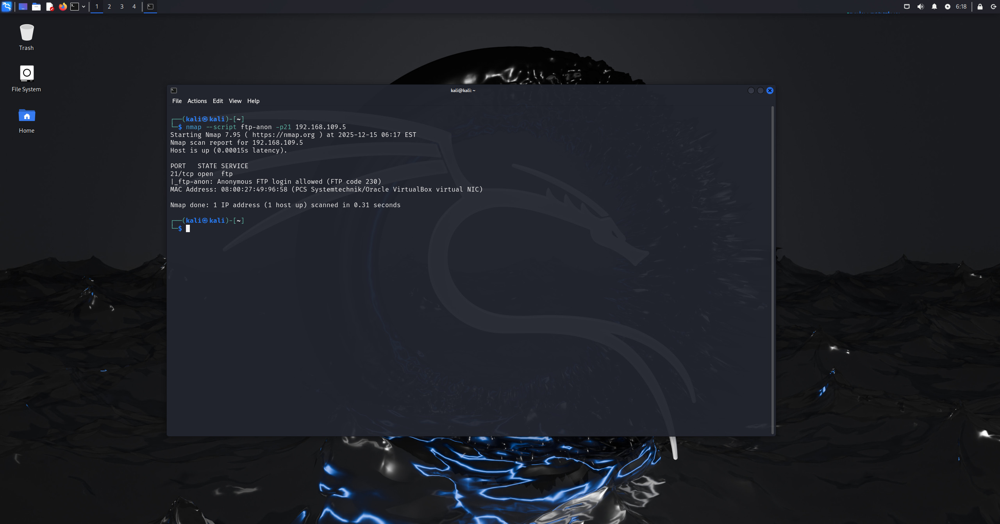 1 2 3 4
6:18
Trash
File System
Home
kali@kali: ~
File Actions Edit View Help
┌──(kali㉿kali)-[~]
└─$ nmap --script ftp-anon -p21 192.168.109.5
Starting Nmap 7.95 ( https://nmap.org ) at 2025-12-15 06:17 EST
Nmap scan report for 192.168.109.5
Host is up (0.00015s latency).
PORT   STATE SERVICE
21/tcp open  ftp
|_ftp-anon: Anonymous FTP login allowed (FTP code 230)
MAC Address: 08:00:27:49:96:58 (PCS Systemtechnik/Oracle VirtualBox virtual NIC)
Nmap done: 1 IP address (1 host up) scanned in 0.31 seconds
┌──(kali㉿kali)-[~]
└─$